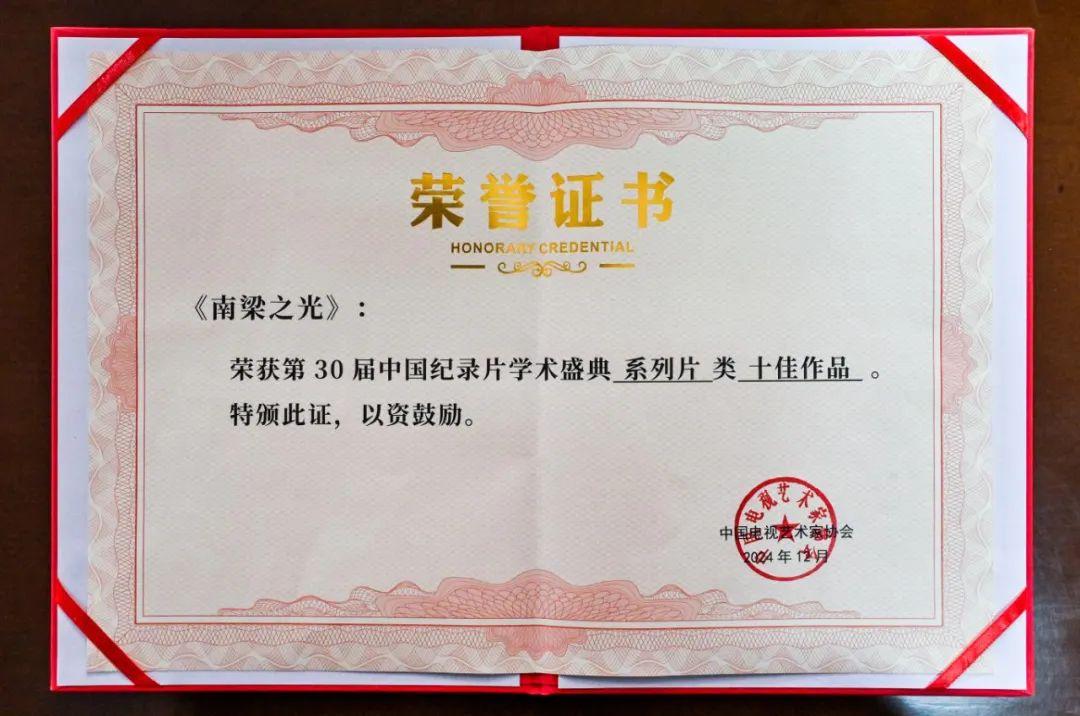 荣誉证书
HONORARY CREDENTIAL
《南梁之光》：
荣获第 30 届中国纪录片学术盛典 系列片 类 十佳作品 。
特颁此证，以资鼓励。
中国电视艺术家协会
2024 年 12 月